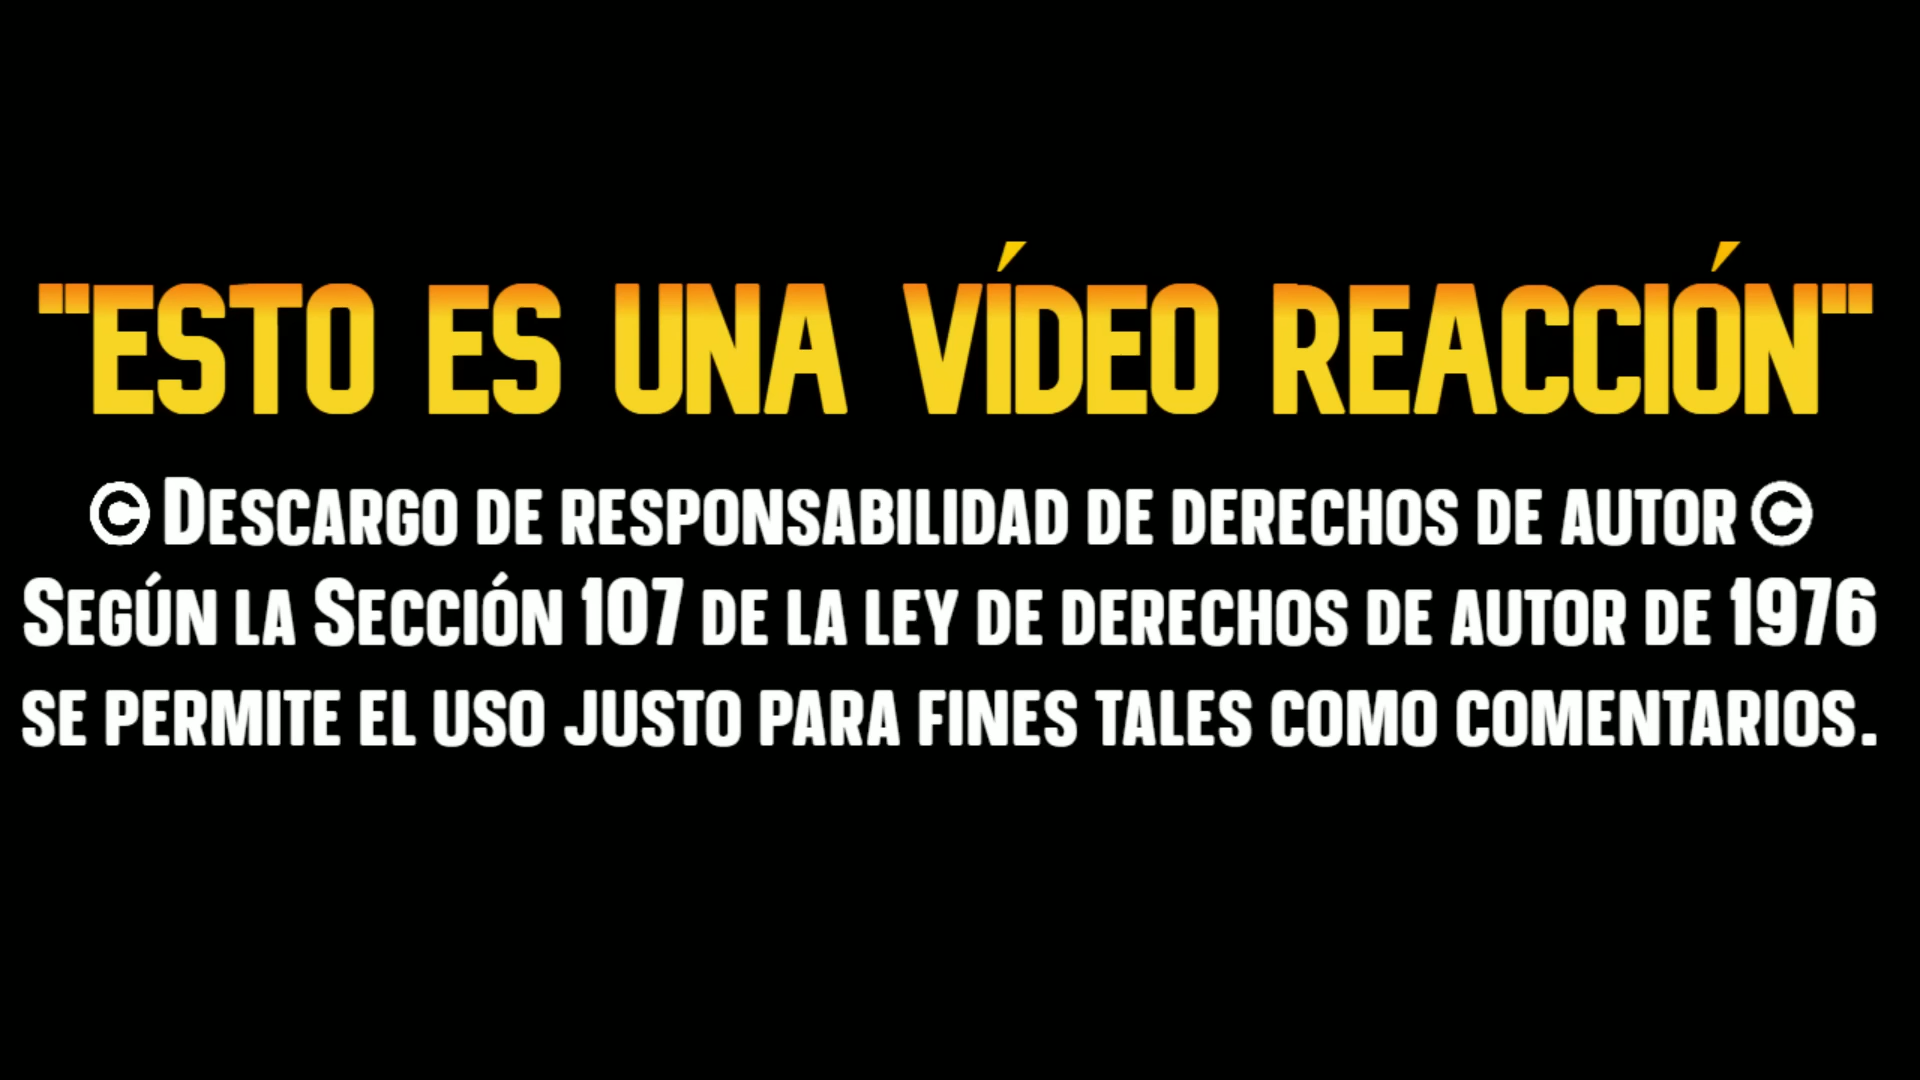 "ESTO ES UNA VÍDEO REACCIÓN"
© DESCARGO DE RESPONSABILIDAD DE DERECHOS DE AUTOR ©
SEGÚN LA SECCIÓN 107 DE LA LEY DE DERECHOS DE AUTOR DE 1976
SE PERMITE EL USO JUSTO PARA FINES TALES COMO COMENTARIOS.